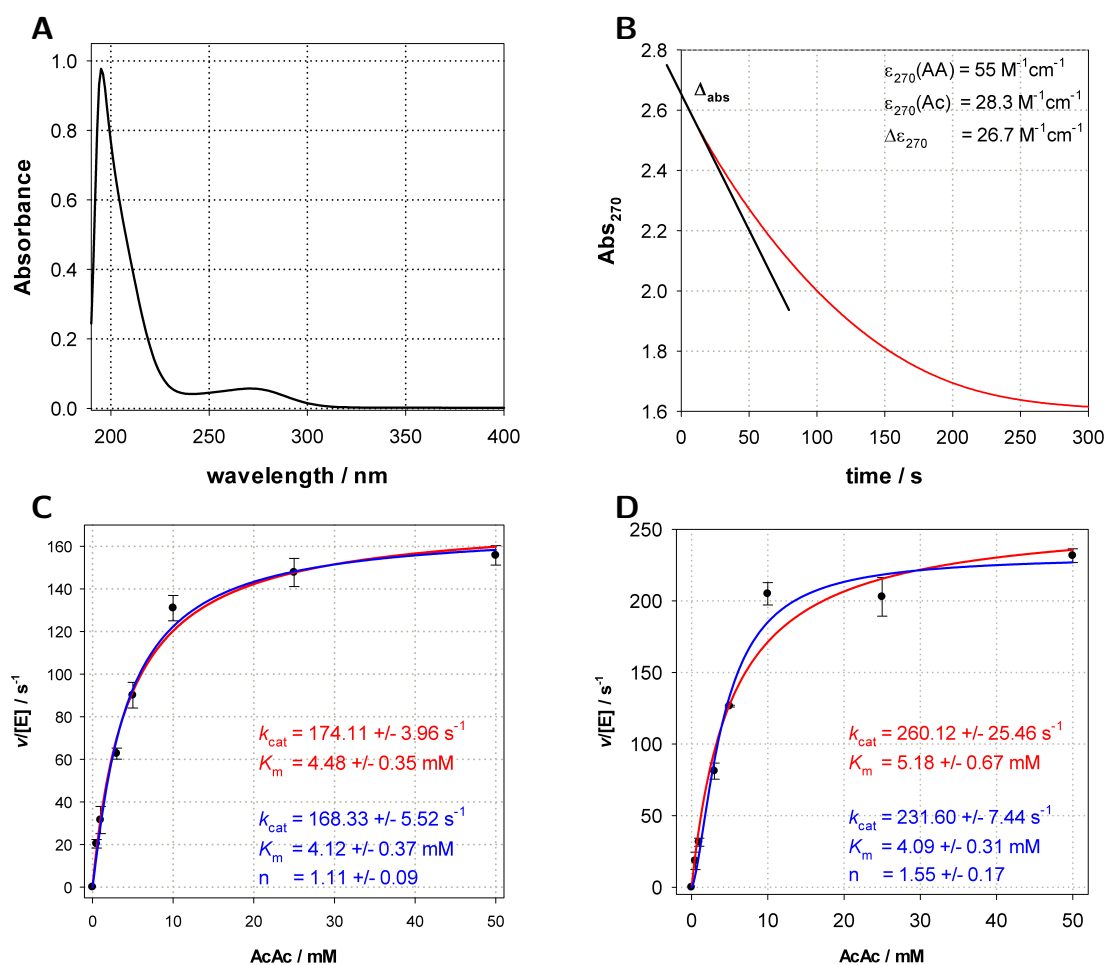 A
Absorbance
1.0
0.8
0.6
0.4
0.2
0.0
200 250 300 350 400
wavelength / nm
B
Abs270
2.8
2.6
2.4
2.2
2.0
1.8
1.6
Δabs
ε270(AA) = 55 M-1cm-1
ε270(Ac) = 28.3 M-1cm-1
Δε270 = 26.7 M-1cm-1
0 50 100 150 200 250 300
time / s
C
v/[E] / s-1
160
140
120
100
80
60
40
20
0
kcat = 174.11 +/- 3.96 s-1
Km = 4.48 +/- 0.35 mM
kcat = 168.33 +/- 5.52 s-1
Km = 4.12 +/- 0.37 mM
n = 1.11 +/- 0.09
0 10 20 30 40 50
AcAc / mM
D
v/[E] / s-1
250
200
150
100
50
0
kcat = 260.12 +/- 25.46 s-1
Km = 5.18 +/- 0.67 mM
kcat = 231.60 +/- 7.44 s-1
Km = 4.09 +/- 0.31 mM
n = 1.55 +/- 0.17
0 10 20 30 40 50
AcAc / mM